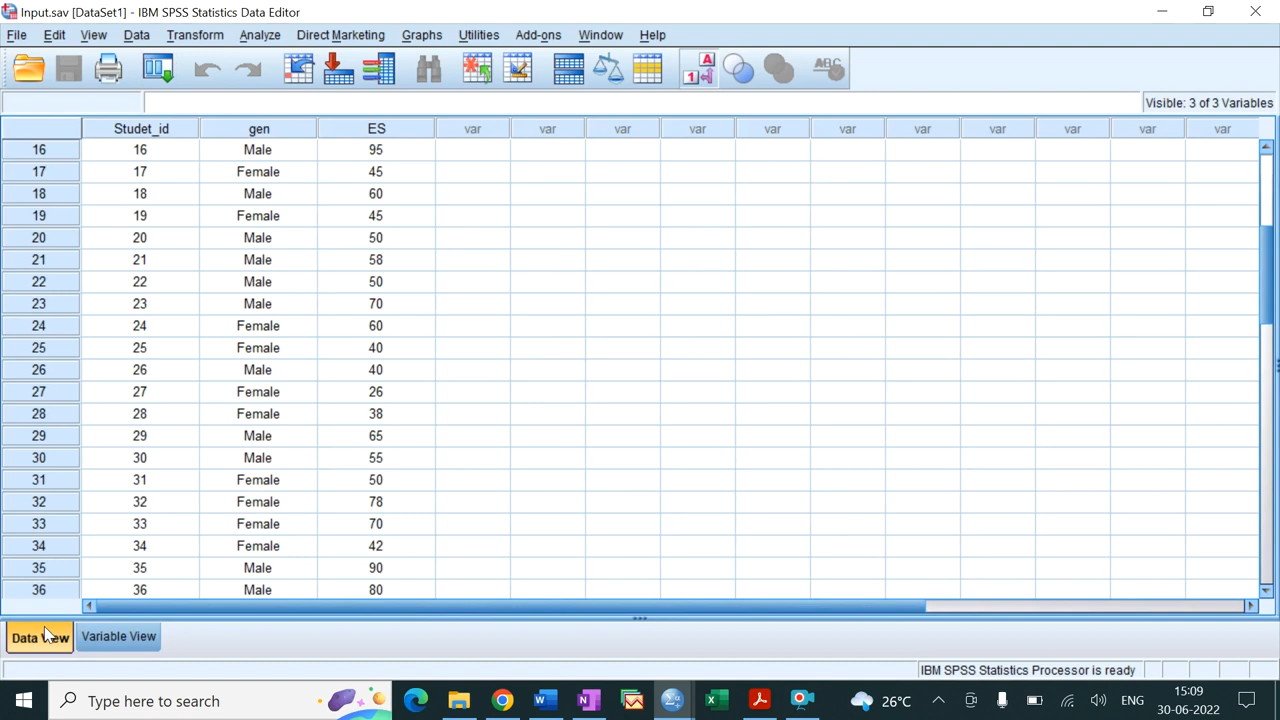 Input.sav [DataSet1] - IBM SPSS Statistics Data Editor
File Edit View Data Transform Analyze Direct Marketing Graphs Utilities Add-ons Window Help
A
1
ABC
Visible: 3 of 3 Variables
Studet_id gen ES var var var var var var var var var var var
16 16 Male 95
17 17 Female 45
18 18 Male 60
19 19 Female 45
20 20 Male 50
21 21 Male 58
22 22 Male 50
23 23 Male 70
24 24 Female 60
25 25 Female 40
26 26 Male 40
27 27 Female 26
28 28 Female 38
29 29 Male 65
30 30 Male 55
31 31 Female 50
32 32 Female 78
33 33 Female 70
34 34 Female 42
35 35 Male 90
36 36 Male 80
Data View Variable View
IBM SPSS Statistics Processor is ready
Type here to search
26°C
ENG
15:09
30-06-2022